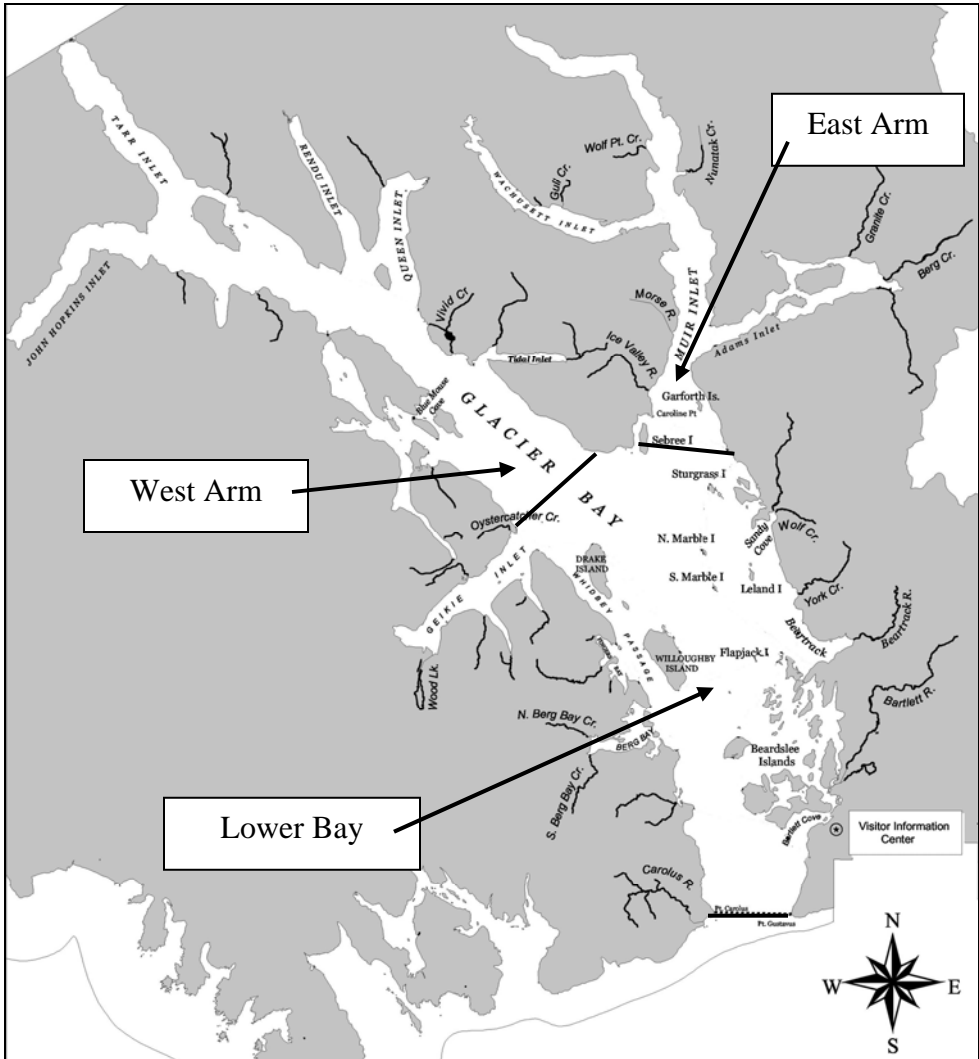 East Arm
Wolf Pt. Cr.
Nunatak Cr.
Gull Cr.
TARR INLET
RENDU INLET
WACHUSETT INLET
Granite Cr.
QUEEN INLET
Berg Cr.
JOHN HOPKINS INLET
Morse R.
MUIR INLET
Vivid Cr
Adams Inlet
Ice Valley R.
Tidal Inlet
Garforth Is.
Blue Mouse
Cove
Caroline Pt
GLACIER
BAY
Sebree I
Sturgrass I
West Arm
Oystercatcher Cr.
Sandy
Cove
Wolf Cr.
N. Marble I
DRAKE
ISLAND
S. Marble I
Leland I
GEIKIE INLET
WHIDBEY PASSAGE
York Cr.
Beartrack
Beartrack R.
Flapjack I
WILLOUGHBY
ISLAND
Wood Lk.
Bartlett R.
N. Berg Bay Cr.
BERG BAY
Beardslee
Islands
S. Berg Bay Cr.
Lower Bay
Bartlett Cove
Visitor Information
Center
Carolus R.
Pt. Carolus
Pt. Gustavus
N
W
E
S